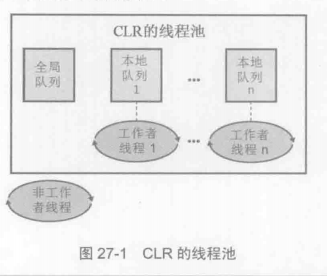 CLR的线程池
全局
队列
本地
队列
1
...
本地
队列
n
工作者
线程 1
...
工作者
线程 n
非工作
者线程
图 27-1 CLR 的线程池